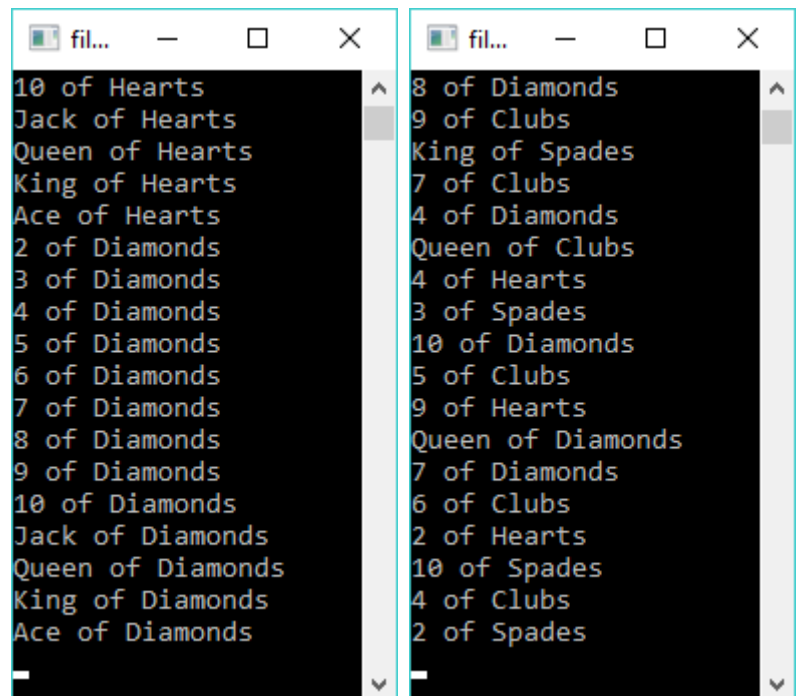 fil...
10 of Hearts
Jack of Hearts
Queen of Hearts
King of Hearts
Ace of Hearts
2 of Diamonds
3 of Diamonds
4 of Diamonds
5 of Diamonds
6 of Diamonds
7 of Diamonds
8 of Diamonds
9 of Diamonds
10 of Diamonds
Jack of Diamonds
Queen of Diamonds
King of Diamonds
Ace of Diamonds
fil...
8 of Diamonds
9 of Clubs
King of Spades
7 of Clubs
4 of Diamonds
Queen of Clubs
4 of Hearts
3 of Spades
10 of Diamonds
5 of Clubs
9 of Hearts
Queen of Diamonds
7 of Diamonds
6 of Clubs
2 of Hearts
10 of Spades
4 of Clubs
2 of Spades